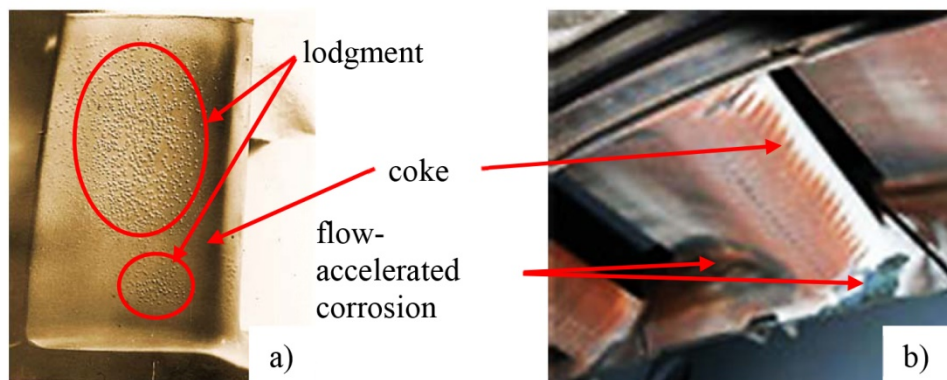 lodgment
coke
flow-
accelerated
corrosion
a)
b)